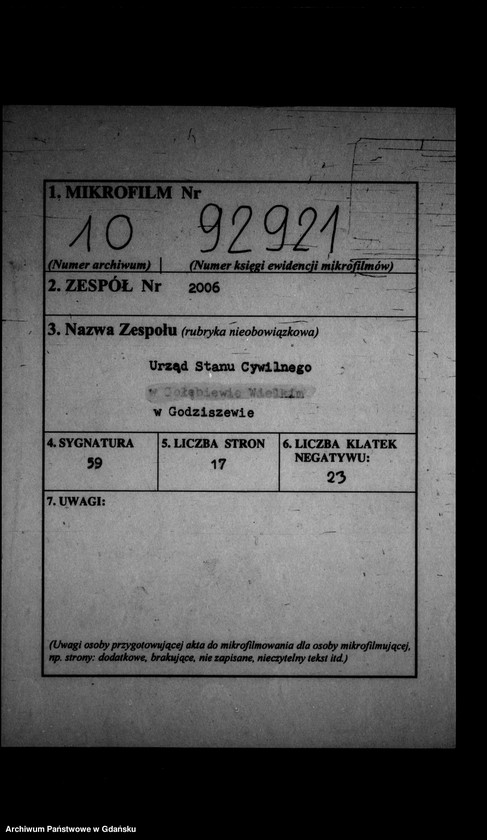 1. MIKROFILM Nr
10 92921
(Numer archiwum) (Numer księgi ewidencji mikrofilmów)
2. ZESPÓŁ Nr 2006
3. Nazwa Zespołu (rubryka nieobowiązkowa)
Urząd Stanu Cywilnego
w Gołębiewie Wielkim
w Godziszewie
4. SYGNATURA 5. LICZBA STRON 6. LICZBA KLATEK
NEGATYWU:
59 17 23
7. UWAGI:
(Uwagi osoby przygotowującej akta do mikrofilmowania dla osoby mikrofilmującej,
np. strony: dodatkowe, brakujące, nie zapisane, nieczytelny tekst itd.)
Archiwum Państwowe w Gdańsku